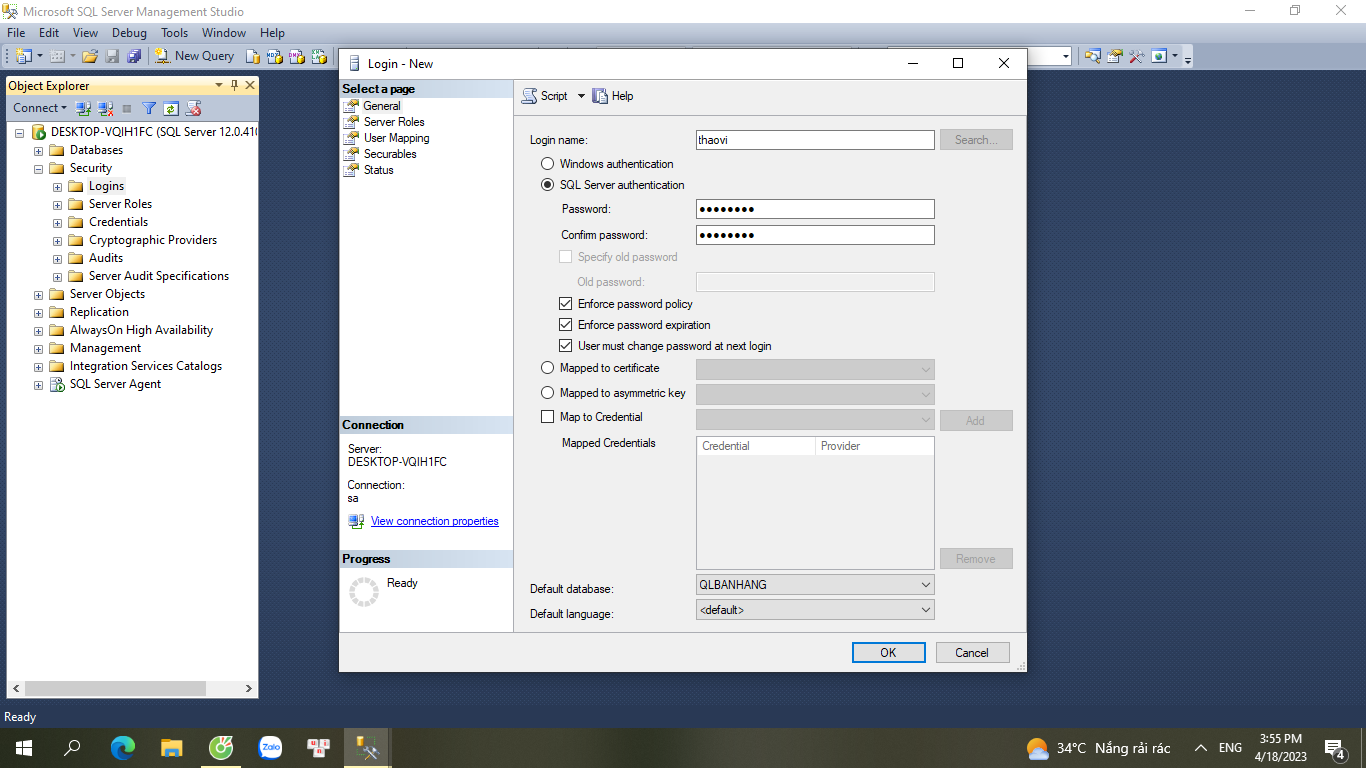 Microsoft SQL Server Management Studio
File Edit View Debug Tools Window Help
New Query
Object Explorer
Connect
DESKTOP-VQIH1FC (SQL Server 12.0.41
Databases
Security
Logins
Server Roles
Credentials
Cryptographic Providers
Audits
Server Audit Specifications
Server Objects
Replication
AlwaysOn High Availability
Management
Integration Services Catalogs
SQL Server Agent
Login - New
Select a page
General
Server Roles
User Mapping
Securables
Status
Connection
Server:
DESKTOP-VQIH1FC
Connection:
sa
View connection properties
Progress
Ready
Script Help
Login name: thaovi Search...
Windows authentication
SQL Server authentication
Password: ●●●●●●●●
Confirm password: ●●●●●●●●
Specify old password
Old password:
Enforce password policy
Enforce password expiration
User must change password at next login
Mapped to certificate
Mapped to asymmetric key
Map to Credential Add
Mapped Credentials Credential Provider
Remove
Default database: QLBANHANG
Default language: <default>
OK Cancel
Ready
Zalo
34°C Nắng rải rác ENG 3:55 PM
4/18/2023 4